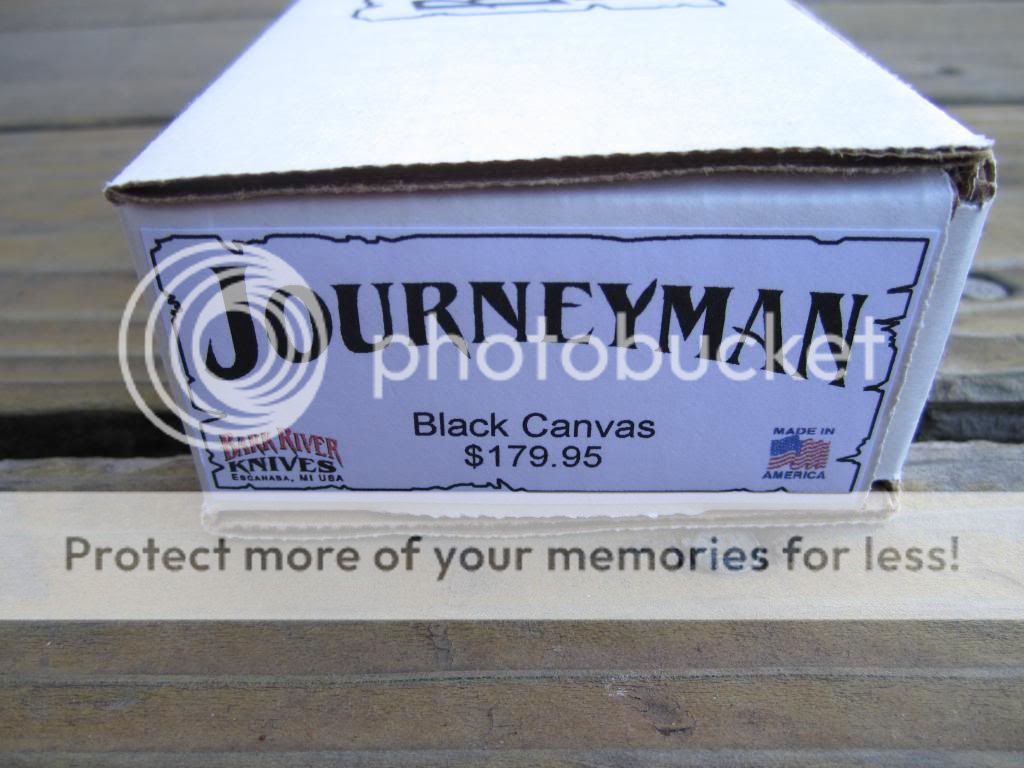 JOURNEYMAN
photobucket
Black Canvas
$179.95
BARK RIVER
KNIVES
ESCANABA, MI USA
MADE IN
AMERICA
Protect more of your memories for less!